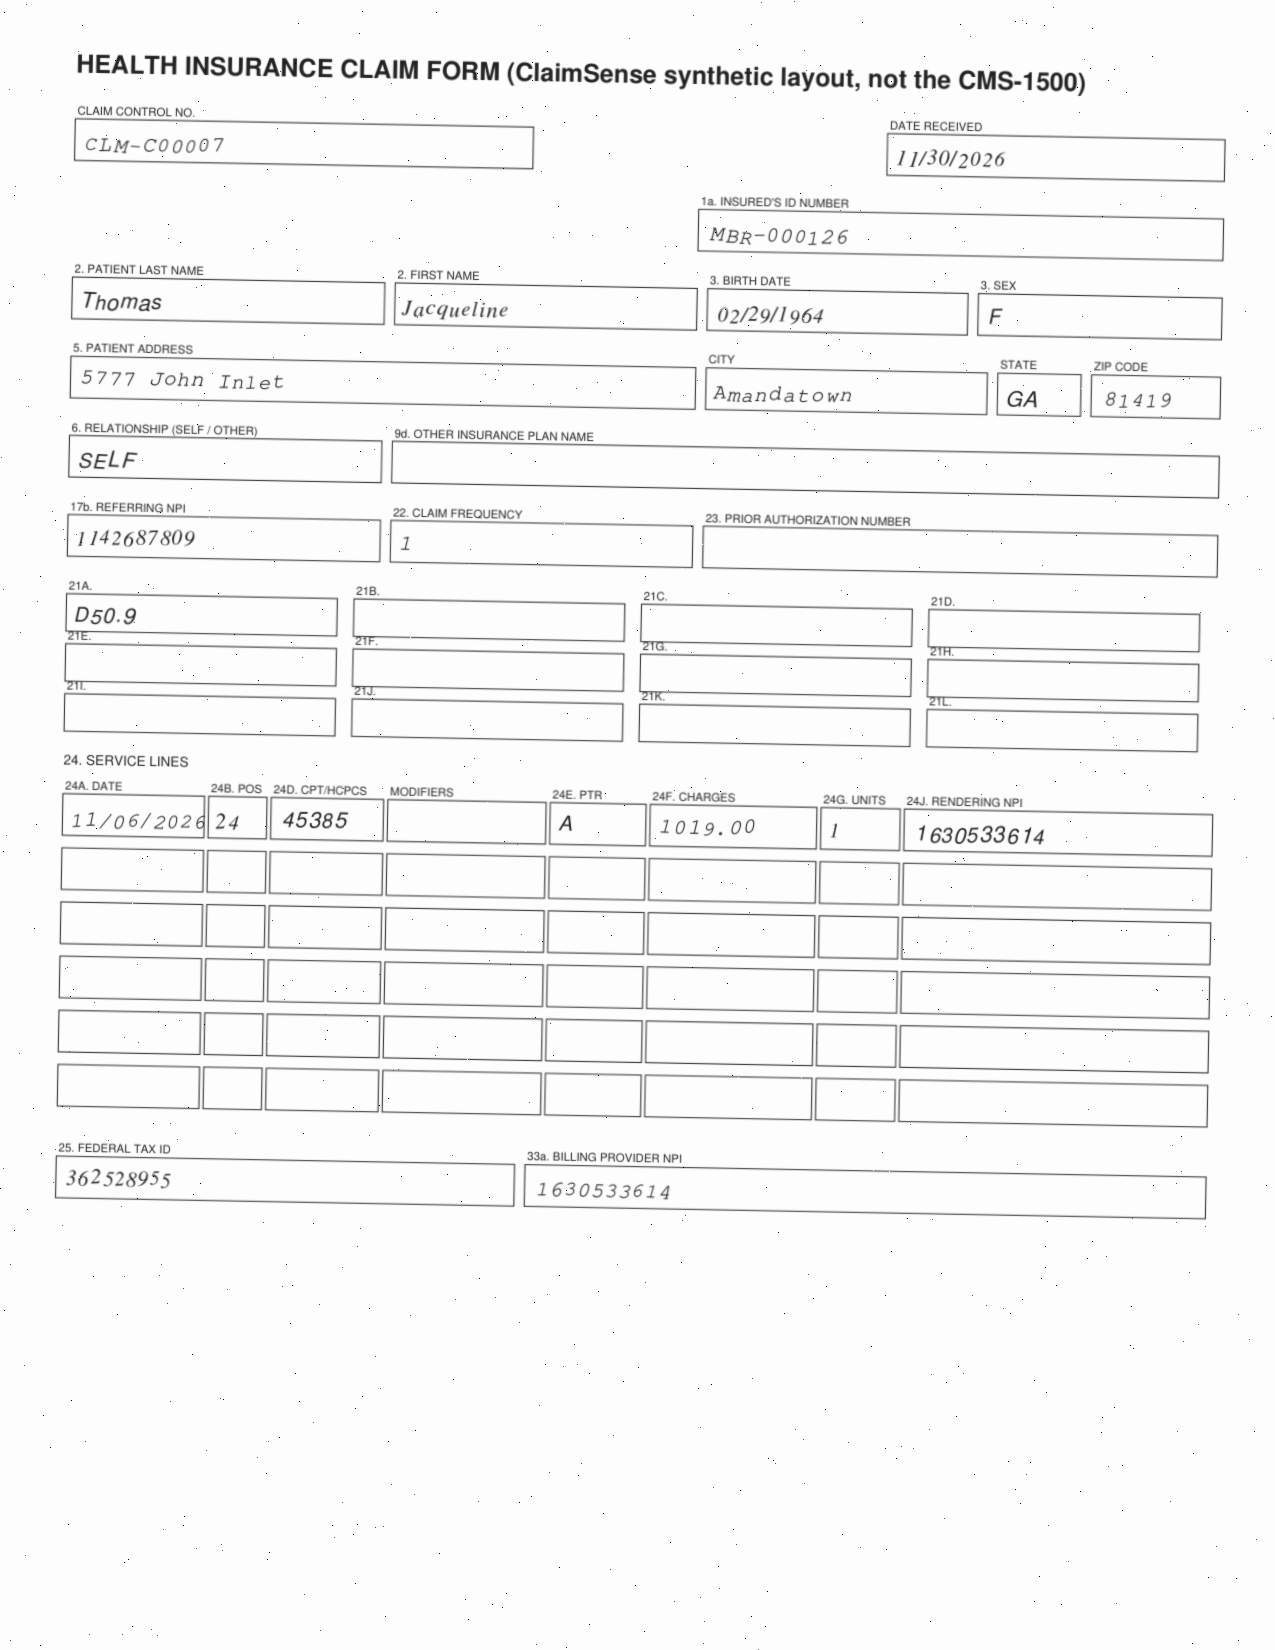 HEALTH INSURANCE CLAIM FORM (ClaimSense synthetic layout, not the CMS-1500)
CLAIM CONTROL NO.
CLM-C00007
DATE RECEIVED
11/30/2026
1a. INSURED'S ID NUMBER
MBR-000126
2. PATIENT LAST NAME 2. FIRST NAME 3. BIRTH DATE 3. SEX
Thomas Jacqueline 02/29/1964 F
5. PATIENT ADDRESS CITY STATE ZIP CODE
5777 John Inlet Amandatown GA 81419
6. RELATIONSHIP (SELF / OTHER) 9d. OTHER INSURANCE PLAN NAME
SELF
17b. REFERRING NPI 22. CLAIM FREQUENCY 23. PRIOR AUTHORIZATION NUMBER
1142687809 1
21A. 21B. 21C. 21D.
D50.9
21E. 21F. 21G. 21H.
21I. 21J. 21K. 21L.
24. SERVICE LINES
24A. DATE 24B. POS 24D. CPT/HCPCS MODIFIERS 24E. PTR 24F. CHARGES 24G. UNITS 24J. RENDERING NPI
11/06/2026 24 45385 A 1019.00 1 1630533614
25. FEDERAL TAX ID 33a. BILLING PROVIDER NPI
362528955 1630533614